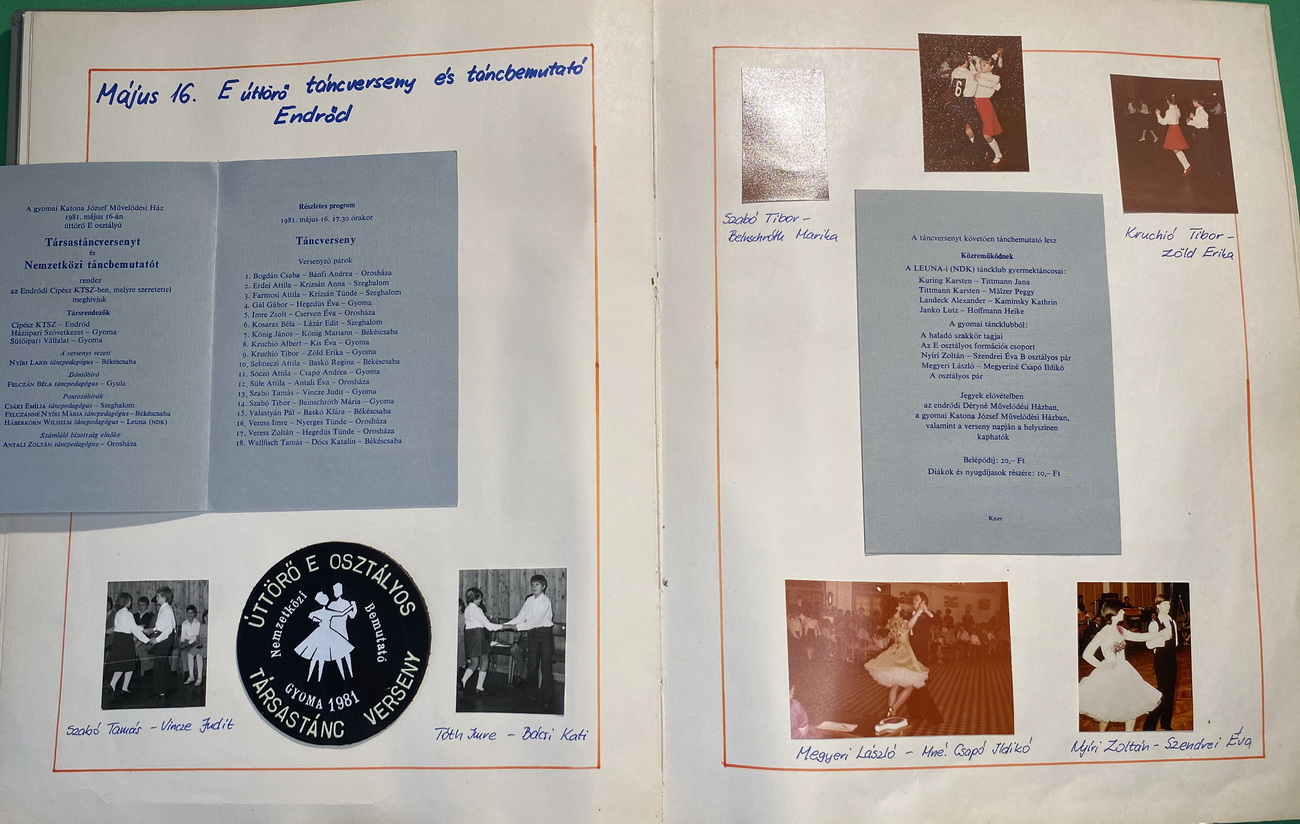 Május 16. E úttörő táncverseny és táncbemutató
Endrőd
A gyomai Katona József Művelődési Ház
1981. május 16-án
úttörő E osztályú
Társastáncversenyt
és
Nemzetközi táncbemutatót
rendez
az Endrődi Cipész KTSZ-ben, melyre szeretettel
meghívjuk
Társrendezők
Cipész KTSZ – Endrőd
Háziipari Szövetkezet – Gyoma
Sütőipari Vállalat – Gyoma
A versenyt vezeti
NYÍRI LAJOS táncpedagógus – Békéscsaba
Döntőbíró
FELCZÁN BÉLA táncpedagógus – Gyula
Pontozóbírók
CSÁKI EMÍLIA táncpedagógus – Szeghalom
FELCZÁNNÉ NYÍRI MÁRIA táncpedagógus – Békéscsaba
HABERKORN WILHELM táncpedagógus – Leuna (NDK)
Számláló bizottság elnöke
ANTALI ZOLTÁN táncpedagógus – Orosháza
Részletes program
1981. május 16. 17.30 órakor
Táncverseny
Versenyző párok
1. Bogdán Csaba – Bánfi Andrea – Orosháza
2. Erdei Attila – Krizsán Anna – Szeghalom
3. Farmosi Attila – Krizsán Tünde – Szeghalom
4. Gál Gábor – Hegedüs Éva – Gyoma
5. Imre Zsolt – Cserven Éva – Orosháza
6. Kosaras Béla – Lázár Edit – Szeghalom
7. König János – König Mariann – Békéscsaba
8. Kruchió Albert – Kis Éva – Gyoma
9. Kruchió Tibor – Zöld Erika – Gyoma
10. Selmeczi Attila – Baskó Regina – Békéscsaba
11. Sóczó Attila – Csapó Andrea – Gyoma
12. Süle Attila – Antali Éva – Orosháza
13. Szabó Tamás – Vincze Judit – Gyoma
14. Szabó Tibor – Beinschróth Mária – Gyoma
15. Valastyán Pál – Baskó Klára – Békéscsaba
16. Veress Imre – Nyerges Tünde – Orosháza
17. Veress Zoltán – Hegedüs Tünde – Orosháza
18. Wallfisch Tamás – Dócs Katalin – Békéscsaba
ÚTTÖRŐ E OSZTÁLYOS
Nemzetközi
Bemutató
GYOMA 1981
TÁRSASTÁNC VERSENY
Szabó Tamás – Vincze Judit
Tóth Imre – Bácsi Kati
6
Szabó Tibor –
Beinschróth Marika
Kruchió Tibor –
Zöld Erika
A táncversenyt követően táncbemutató lesz
Közreműködnek
A LEUNA-i (NDK) táncklub gyermektáncosai:
Kuring Karsten – Tittmann Jana
Tittmann Karsten – Mälzer Peggy
Landeck Alexander – Kaminsky Kathrin
Janko Lutz – Hoffmann Heike
A gyomai táncklubból:
A haladó szakkör tagjai
Az E osztályos formációs csoport
Nyíri Zoltán – Szendrei Éva B osztályos pár
Megyeri László – Megyeriné Csapó Ildikó
A osztályos pár
Jegyek elővételben
az endrődi Déryné Művelődési Házban,
a gyomai Katona József Művelődési Házban,
valamint a verseny napján a helyszínen
kaphatók
Belépődíj: 20,– Ft
Diákok és nyugdíjasok részére: 10,– Ft
Kner
Megyeri László – Mné. Csapó Ildikó
Nyíri Zoltán – Szendrei Éva